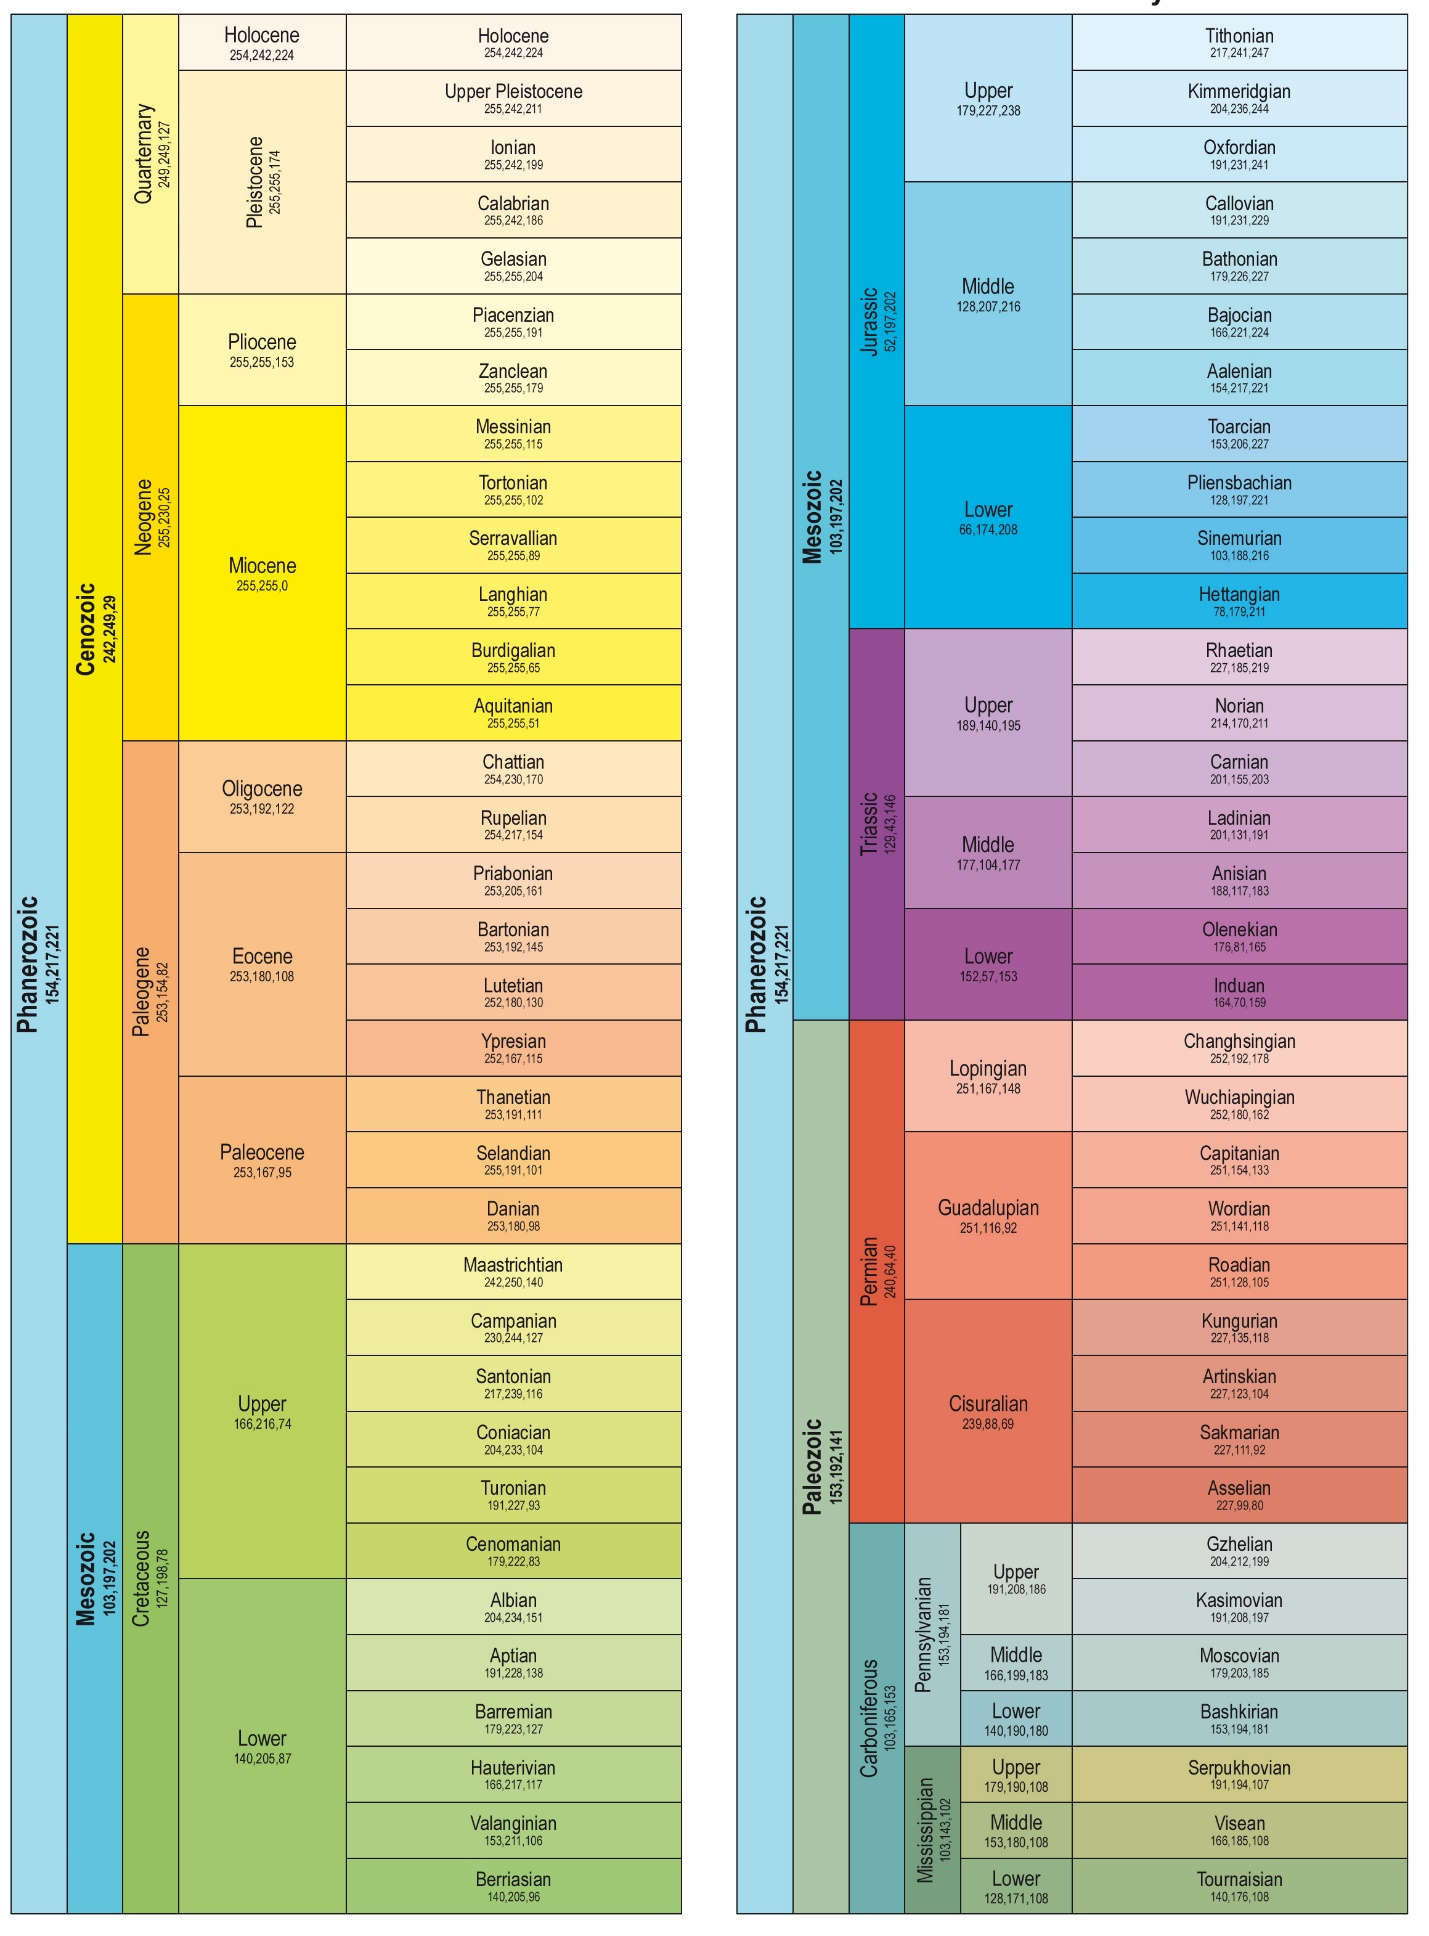 Phanerozoic
154,217,221
Cenozoic
242,249,29
Quarternary
249,249,127
Holocene
254,242,224
Holocene
254,242,224
Pleistocene
255,255,174
Upper Pleistocene
255,242,211
Ionian
255,242,199
Calabrian
255,242,186
Gelasian
255,255,204
Neogene
255,230,25
Pliocene
255,255,153
Piacenzian
255,255,191
Zanclean
255,255,179
Miocene
255,255,0
Messinian
255,255,115
Tortonian
255,255,102
Serravallian
255,255,89
Langhian
255,255,77
Burdigalian
255,255,65
Aquitanian
255,255,51
Paleogene
253,154,82
Oligocene
253,192,122
Chattian
254,230,170
Rupelian
254,217,154
Eocene
253,180,108
Priabonian
253,205,161
Bartonian
253,192,145
Lutetian
252,180,130
Ypresian
252,167,115
Paleocene
253,167,95
Thanetian
253,191,111
Selandian
255,191,101
Danian
253,180,98
Mesozoic
103,197,202
Cretaceous
127,198,78
Upper
166,216,74
Maastrichtian
242,250,140
Campanian
230,244,127
Santonian
217,239,116
Coniacian
204,233,104
Turonian
191,227,93
Cenomanian
179,222,83
Lower
140,205,87
Albian
204,234,151
Aptian
191,228,138
Barremian
179,223,127
Hauterivian
166,217,117
Valanginian
153,211,106
Berriasian
140,205,96
Phanerozoic
154,217,221
Mesozoic
103,197,202
Jurassic
52,197,202
Upper
179,227,238
Tithonian
217,241,247
Kimmeridgian
204,236,244
Oxfordian
191,231,241
Middle
128,207,216
Callovian
191,231,229
Bathonian
179,226,227
Bajocian
166,221,224
Aalenian
154,217,221
Lower
66,174,208
Toarcian
153,206,227
Pliensbachian
128,197,221
Sinemurian
103,188,216
Hettangian
78,179,211
Triassic
129,43,146
Upper
189,140,195
Rhaetian
227,185,219
Norian
214,170,211
Carnian
201,155,203
Middle
177,104,177
Ladinian
201,131,191
Anisian
188,117,183
Lower
152,57,153
Olenekian
176,81,165
Induan
164,70,159
Paleozoic
153,192,141
Permian
240,64,40
Lopingian
251,167,148
Changhsingian
252,192,178
Wuchiapingian
252,180,162
Guadalupian
251,116,92
Capitanian
251,154,133
Wordian
251,141,118
Roadian
251,128,105
Cisuralian
239,88,69
Kungurian
227,135,118
Artinskian
227,123,104
Sakmarian
227,111,92
Asselian
227,99,80
Carboniferous
103,165,153
Pennsylvanian
153,194,181
Upper
191,208,186
Gzhelian
204,212,199
Kasimovian
191,208,197
Middle
166,199,183
Moscovian
179,203,185
Lower
140,190,180
Bashkirian
153,194,181
Mississippian
103,143,102
Upper
179,190,108
Serpukhovian
191,194,107
Middle
153,180,108
Visean
166,185,108
Lower
128,171,108
Tournaisian
140,176,108